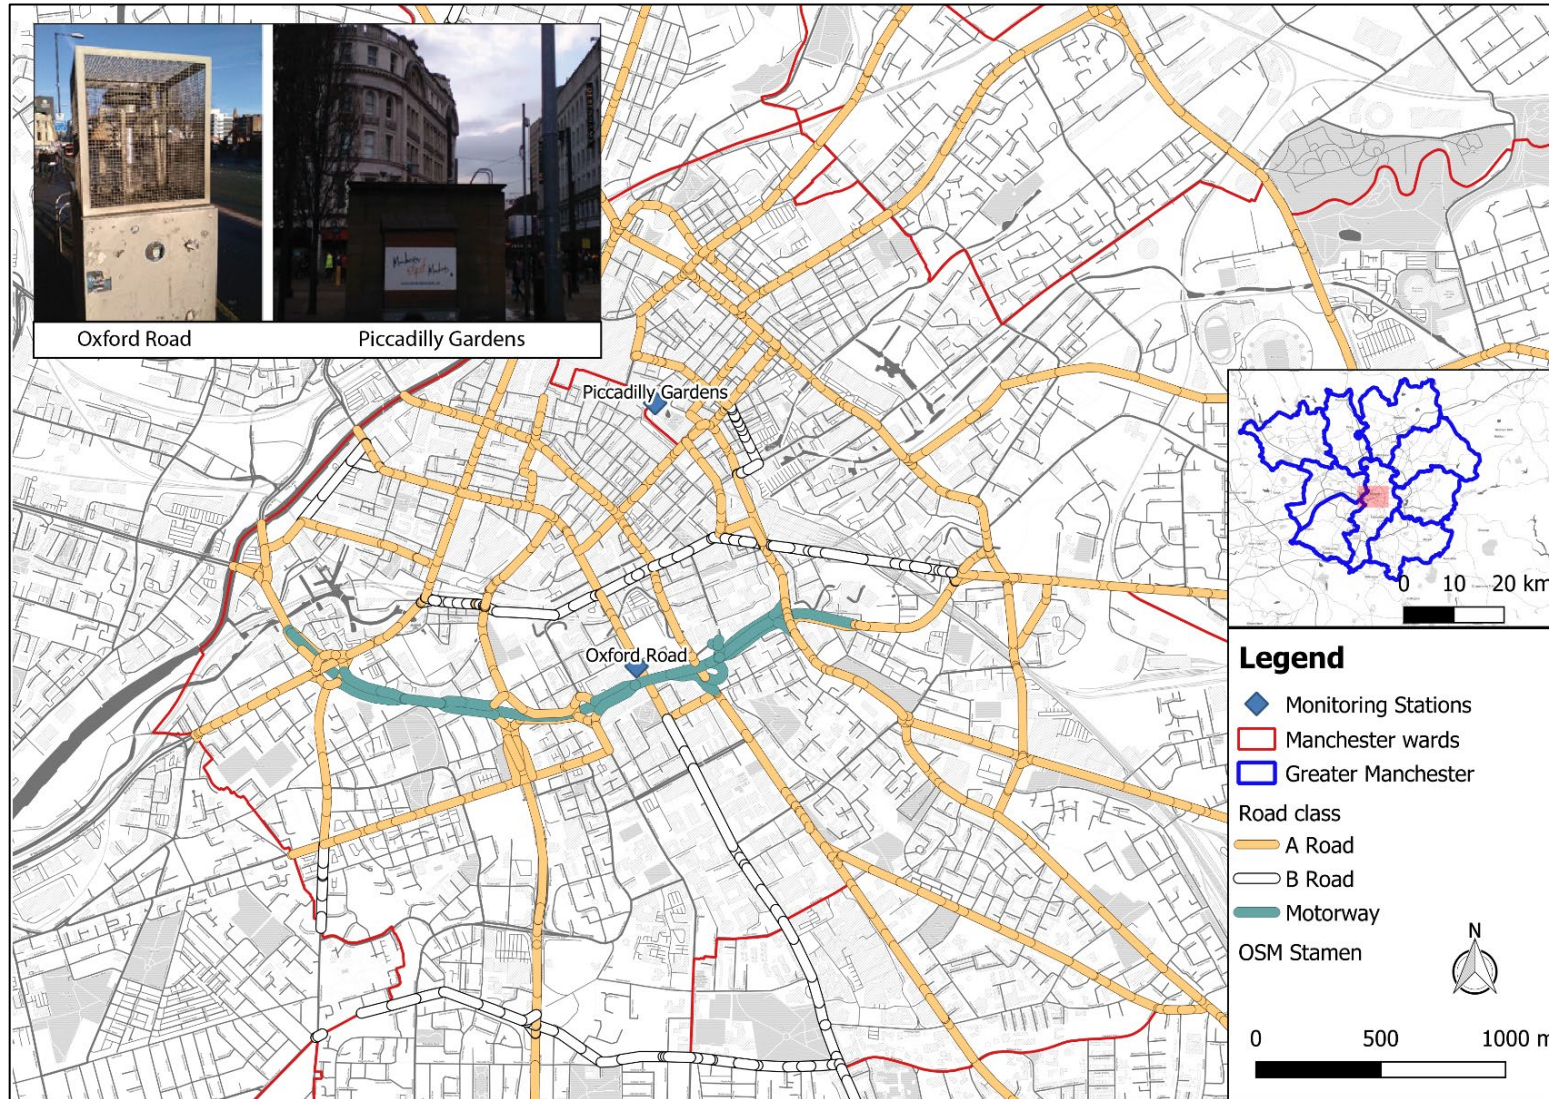 Oxford Road
Piccadilly Gardens
Piccadilly Gardens
Oxford Road
0 10 20 km
Legend
Monitoring Stations
Manchester wards
Greater Manchester
Road class
A Road
B Road
Motorway
OSM Stamen
N
0 500 1000 m